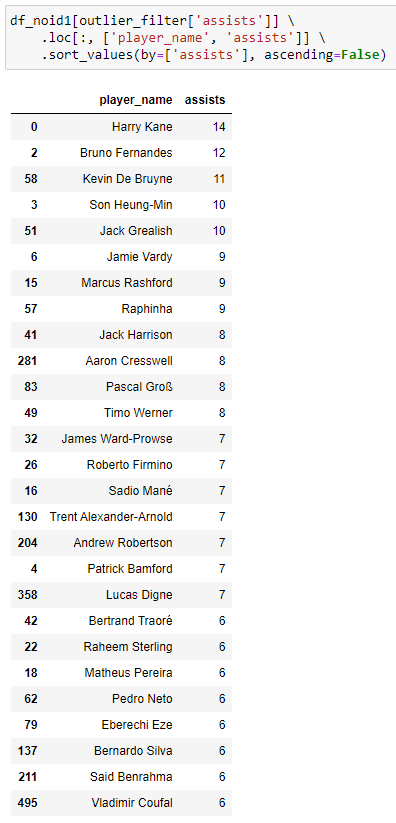 df_noid1[outlier_filter['assists']] \
    .loc[:, ['player_name', 'assists']] \
    .sort_values(by=['assists'], ascending=False)
player_name assists
0 Harry Kane 14
2 Bruno Fernandes 12
58 Kevin De Bruyne 11
3 Son Heung-Min 10
51 Jack Grealish 10
6 Jamie Vardy 9
15 Marcus Rashford 9
57 Raphinha 9
41 Jack Harrison 8
281 Aaron Cresswell 8
83 Pascal Groß 8
49 Timo Werner 8
32 James Ward-Prowse 7
26 Roberto Firmino 7
16 Sadio Mané 7
130 Trent Alexander-Arnold 7
204 Andrew Robertson 7
4 Patrick Bamford 7
358 Lucas Digne 7
42 Bertrand Traoré 6
22 Raheem Sterling 6
18 Matheus Pereira 6
62 Pedro Neto 6
79 Eberechi Eze 6
137 Bernardo Silva 6
211 Said Benrahma 6
495 Vladimir Coufal 6